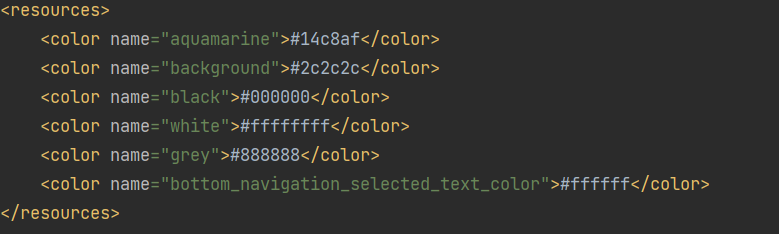 <resources>
    <color name="aquamarine">#14c8af</color>
    <color name="background">#2c2c2c</color>
    <color name="black">#000000</color>
    <color name="white">#ffffffff</color>
    <color name="grey">#888888</color>
    <color name="bottom_navigation_selected_text_color">#ffffff</color>
</resources>